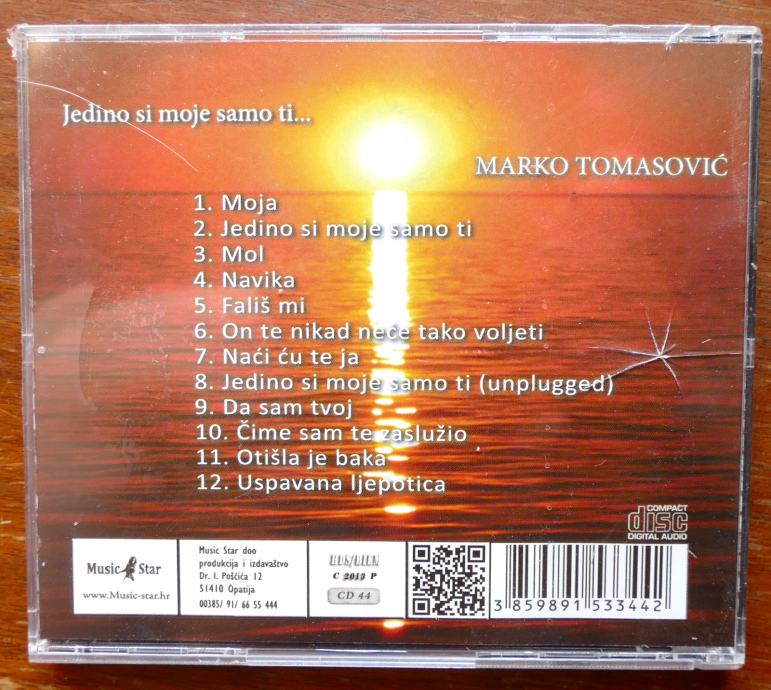 Jedino si moje samo ti...
MARKO TOMASOVIĆ
1. Moja
2. Jedino si moje samo ti
3. Mol
4. Navika
5. Fališ mi
6. On te nikad neće tako voljeti
7. Naći ću te ja
8. Jedino si moje samo ti (unplugged)
9. Da sam tvoj
10. Čime sam te zaslužio
11. Otišla je baka
12. Uspavana ljepotica
COMPACT
disc
DIGITAL AUDIO
Music Star
www.Music-star.hr
Music Star doo
produkcija i izdavaštvo
Dr. I. Pošćića 12
51410 Opatija
00385/ 91/ 66 55 444
HDS/BIEM
C 2013 P
CD 44
3 859891 533442